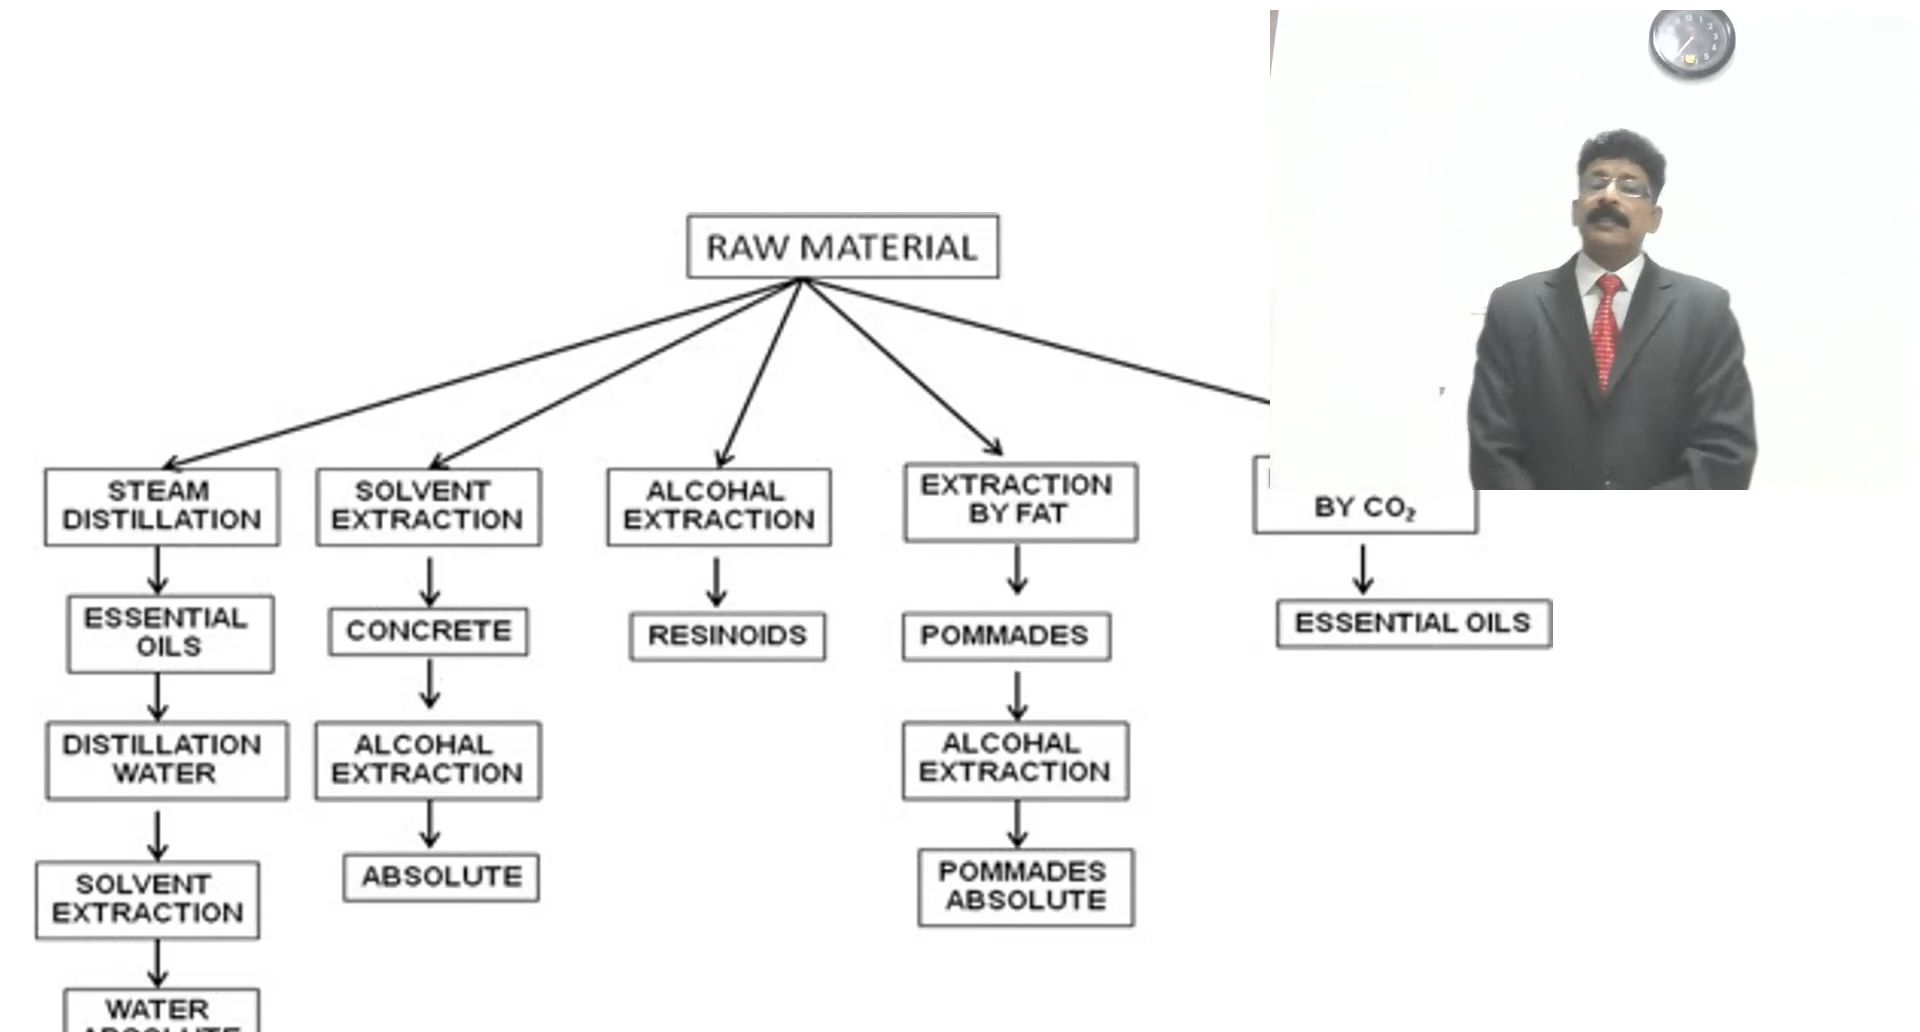 RAW MATERIAL
STEAM
DISTILLATION
SOLVENT
EXTRACTION
ALCOHAL
EXTRACTION
EXTRACTION
BY FAT
BY CO₂
ESSENTIAL
OILS
CONCRETE
RESINOIDS
POMMADES
ESSENTIAL OILS
DISTILLATION
WATER
ALCOHAL
EXTRACTION
ALCOHAL
EXTRACTION
SOLVENT
EXTRACTION
ABSOLUTE
POMMADES
ABSOLUTE
WATER
ABSOLUTE